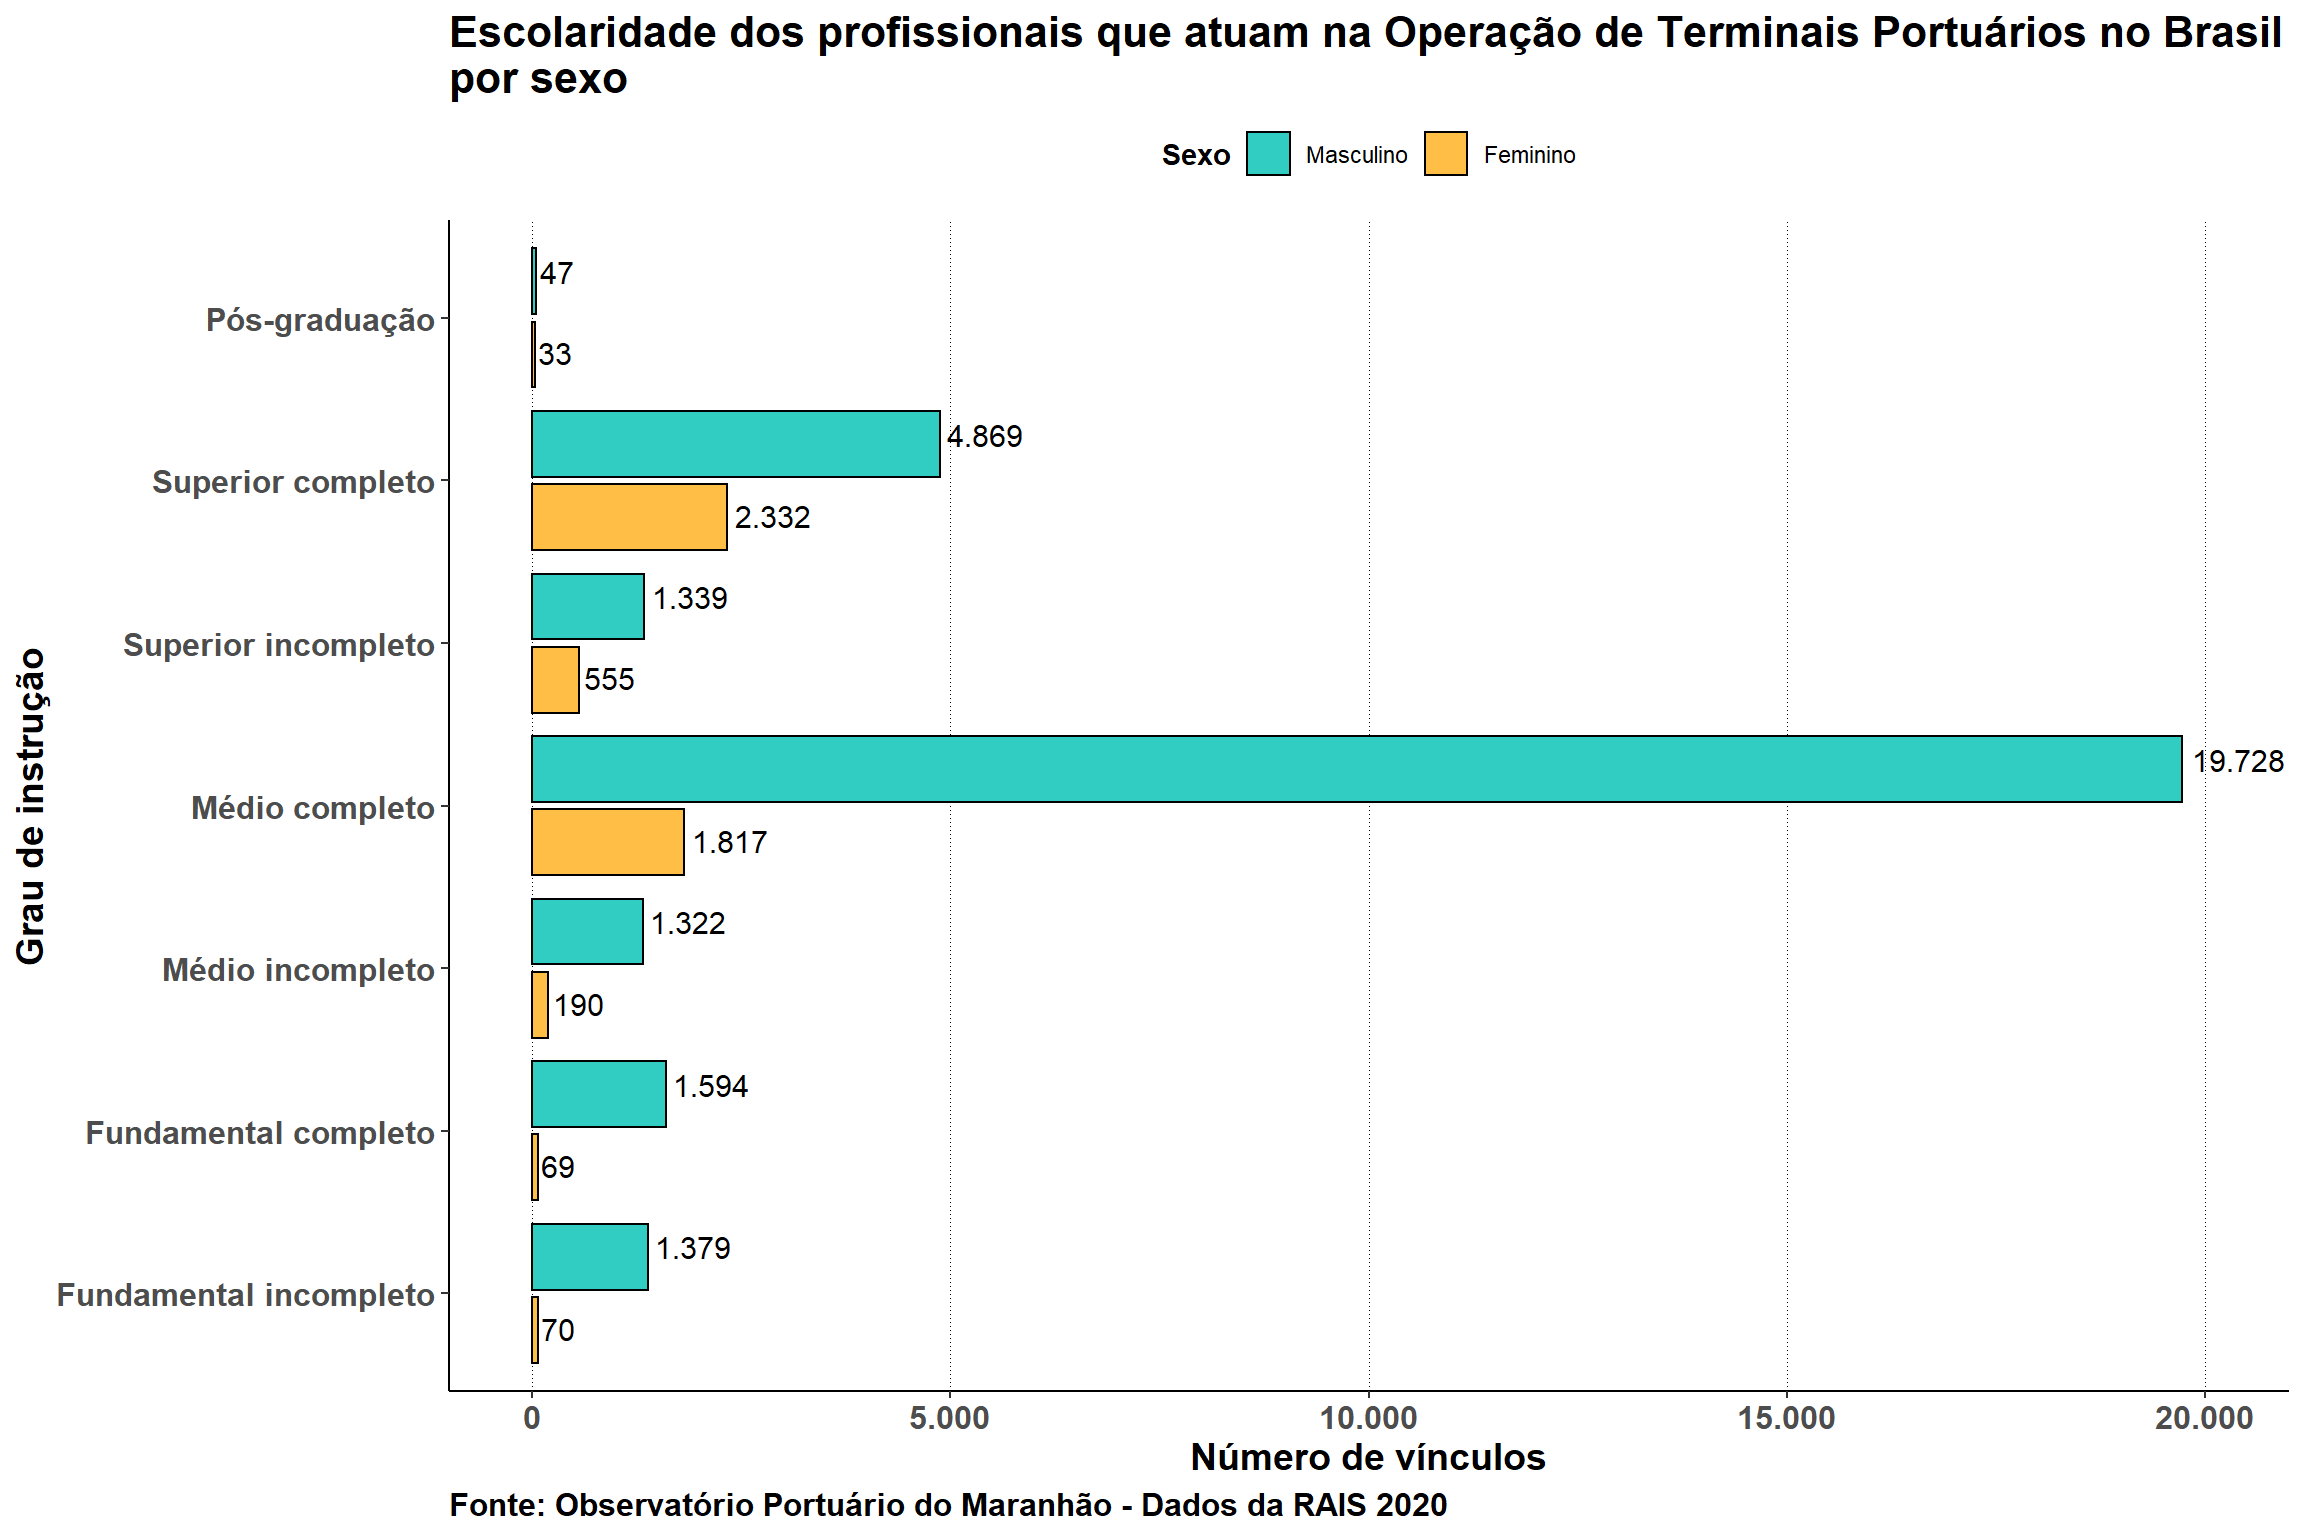 Escolaridade dos profissionais que atuam na Operação de Terminais Portuários no Brasil
por sexo
Sexo Masculino Feminino
Grau de instrução
Pós-graduação
47
33
Superior completo
4.869
2.332
Superior incompleto
1.339
555
Médio completo
19.728
1.817
Médio incompleto
1.322
190
Fundamental completo
1.594
69
Fundamental incompleto
1.379
70
0 5.000 10.000 15.000 20.000
Número de vínculos
Fonte: Observatório Portuário do Maranhão - Dados da RAIS 2020